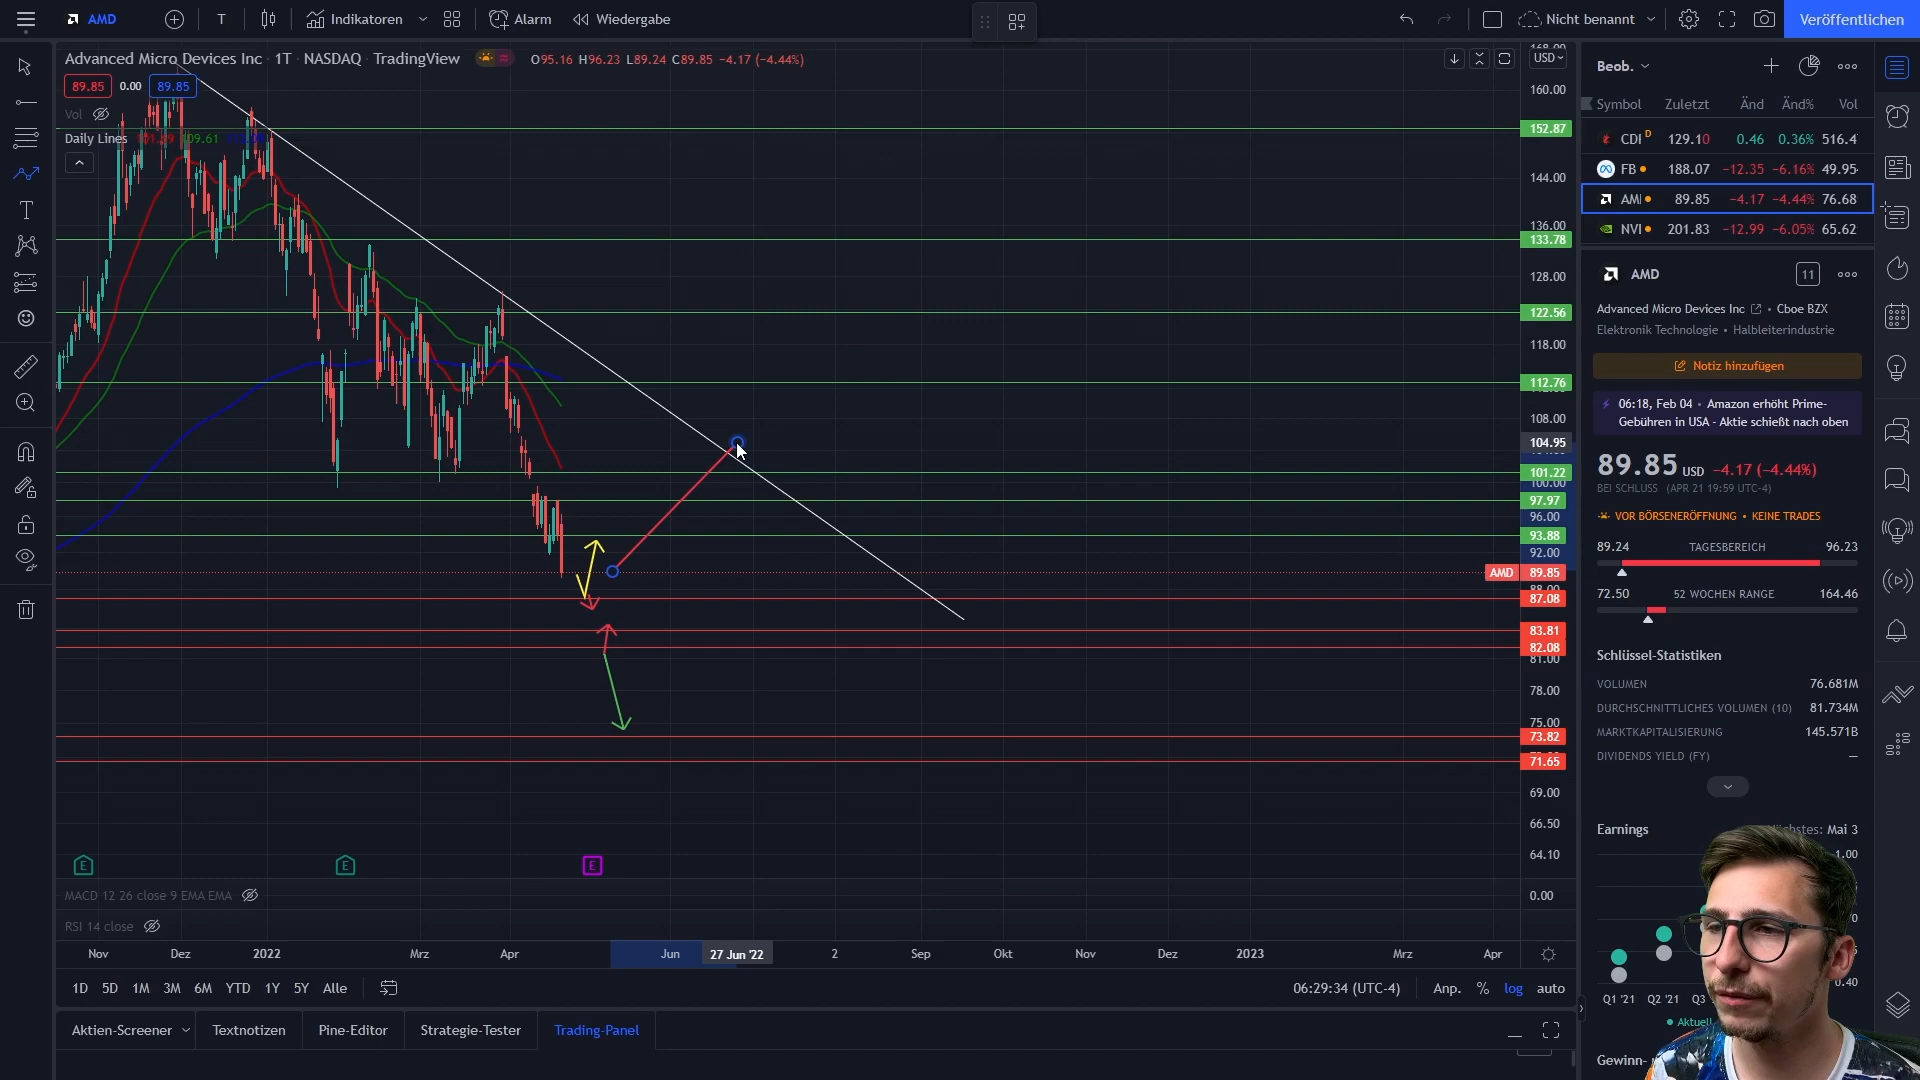 AMD
T
Indikatoren
Alarm
Wiedergabe
Nicht benannt
Veröffentlichen
Advanced Micro Devices Inc · 1T · NASDAQ · TradingView
O95.16 H96.23 L89.24 C89.85 −4.17 (−4.44%)
89.85 0.00 89.85
Vol
Daily Lines
USD
160.00
152.87
144.00
136.00
133.78
128.00
122.56
118.00
112.76
108.00
104.95
101.22
100.00
97.97
96.00
93.88
92.00
AMD 89.85
87.08
83.81
82.08
81.00
78.00
75.00
73.82
71.65
69.00
66.50
64.10
E E E
MACD 12 26 close 9 EMA EMA
0.00
RSI 14 close
Nov Dez 2022 Mrz Apr Jun 27 Jun '22 2 Sep Okt Nov Dez 2023 Mrz Apr
1D 5D 1M 3M 6M YTD 1Y 5Y Alle
06:29:34 (UTC-4) Anp. % log auto
Aktien-Screener Textnotizen Pine-Editor Strategie-Tester Trading-Panel
Beob.
Symbol Zuletzt Änd Änd% Vol
CDI D 129.10 0.46 0.36% 516.4
FB 188.07 −12.35 −6.16% 49.95
AMI 89.85 −4.17 −4.44% 76.68
NVI 201.83 −12.99 −6.05% 65.62
AMD 11
Advanced Micro Devices Inc • Cboe BZX
Elektronik Technologie • Halbleiterindustrie
Notiz hinzufügen
06:18, Feb 04 • Amazon erhöht Prime-
Gebühren in USA - Aktie schießt nach oben
89.85 USD −4.17 (−4.44%)
BEI SCHLUSS (APR 21 19:59 UTC-4)
VOR BÖRSENERÖFFNUNG • KEINE TRADES
89.24 TAGESBEREICH 96.23
72.50 52 WOCHEN RANGE 164.46
Schlüssel-Statistiken
VOLUMEN 76.681M
DURCHSCHNITTLICHES VOLUMEN (10) 81.734M
MARKTKAPITALISIERUNG 145.571B
DIVIDENDS YIELD (FY) —
Earnings Mai 3
1.00
Q1 '21 Q2 '21 Q3
Gewinn-